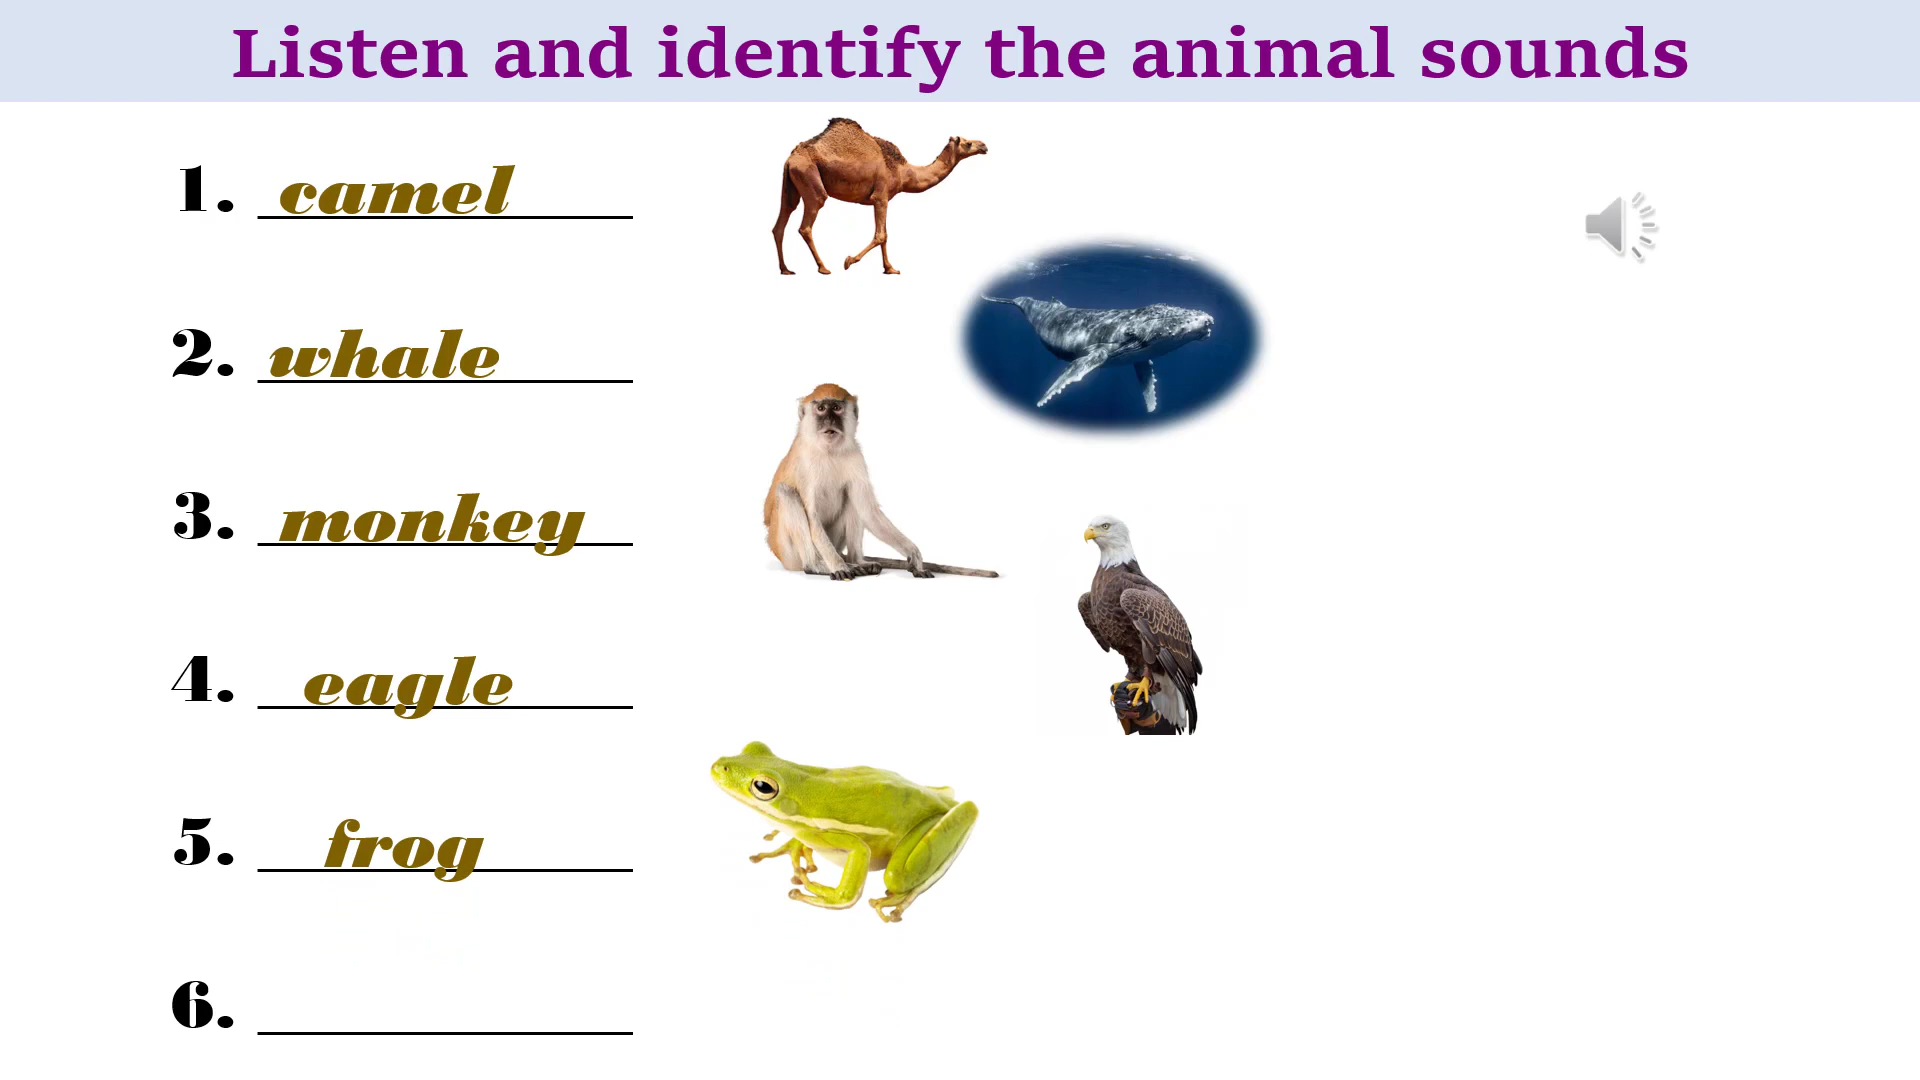 Listen and identify the animal sounds
1. camel
2. whale
3. monkey
4. eagle
5. frog
6.